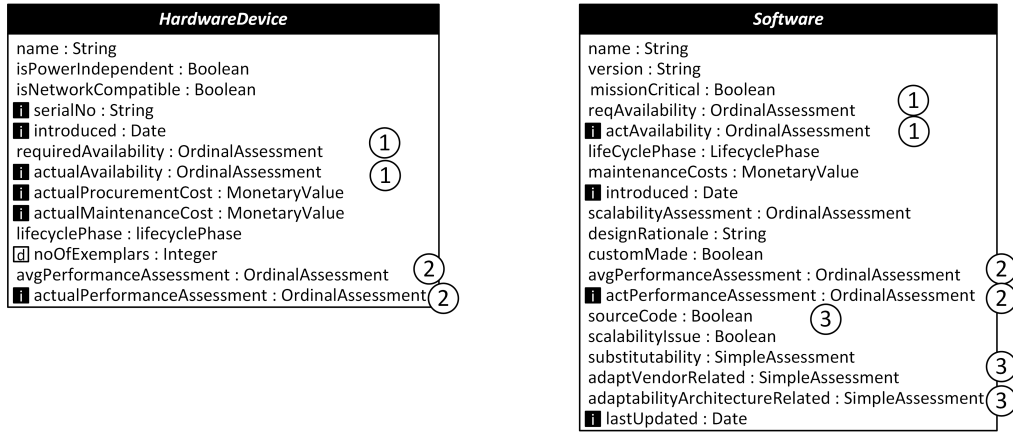 HardwareDevice
name : String
isPowerIndependent : Boolean
isNetworkCompatible : Boolean
i serialNo : String
i introduced : Date
requiredAvailability : OrdinalAssessment 1
i actualAvailability : OrdinalAssessment 1
i actualProcurementCost : MonetaryValue
i actualMaintenanceCost : MonetaryValue
lifecyclePhase : lifecyclePhase
d noOfExemplars : Integer
avgPerformanceAssessment : OrdinalAssessment 2
i actualPerformanceAssessment : OrdinalAssessment 2
Software
name : String
version : String
missionCritical : Boolean
reqAvailability : OrdinalAssessment 1
i actAvailability : OrdinalAssessment 1
lifeCyclePhase : LifecyclePhase
maintenanceCosts : MonetaryValue
i introduced : Date
scalabilityAssessment : OrdinalAssessment
designRationale : String
customMade : Boolean
avgPerformanceAssessment : OrdinalAssessment 2
i actPerformanceAssessment : OrdinalAssessment 2
sourceCode : Boolean 3
scalabilityIssue : Boolean
substitutability : SimpleAssessment
adaptVendorRelated : SimpleAssessment 3
adaptabilityArchitectureRelated : SimpleAssessment 3
i lastUpdated : Date